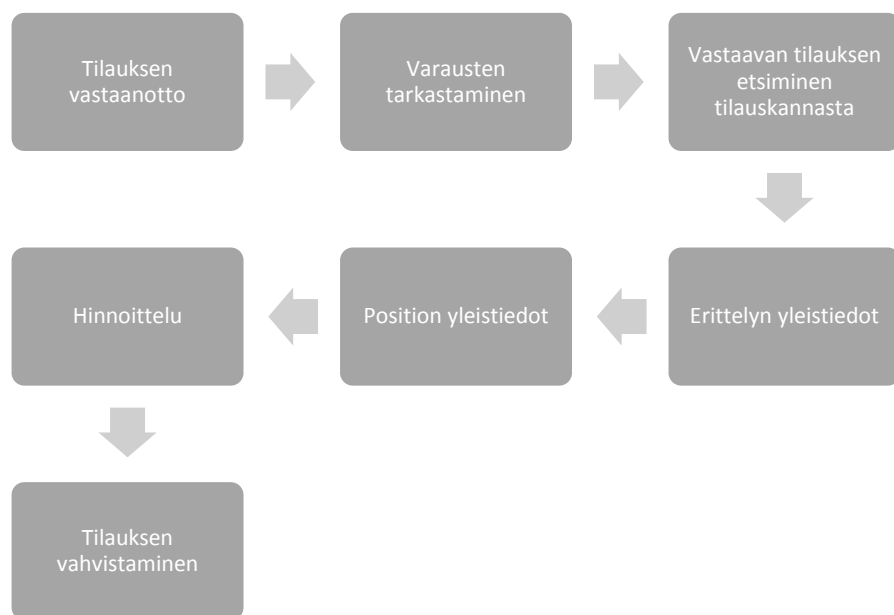 Tilauksen
vastaanotto
Varausten
tarkastaminen
Vastaavan tilauksen
etsiminen
tilauskannasta
Erittelyn yleistiedot
Position yleistiedot
Hinnoittelu
Tilauksen
vahvistaminen